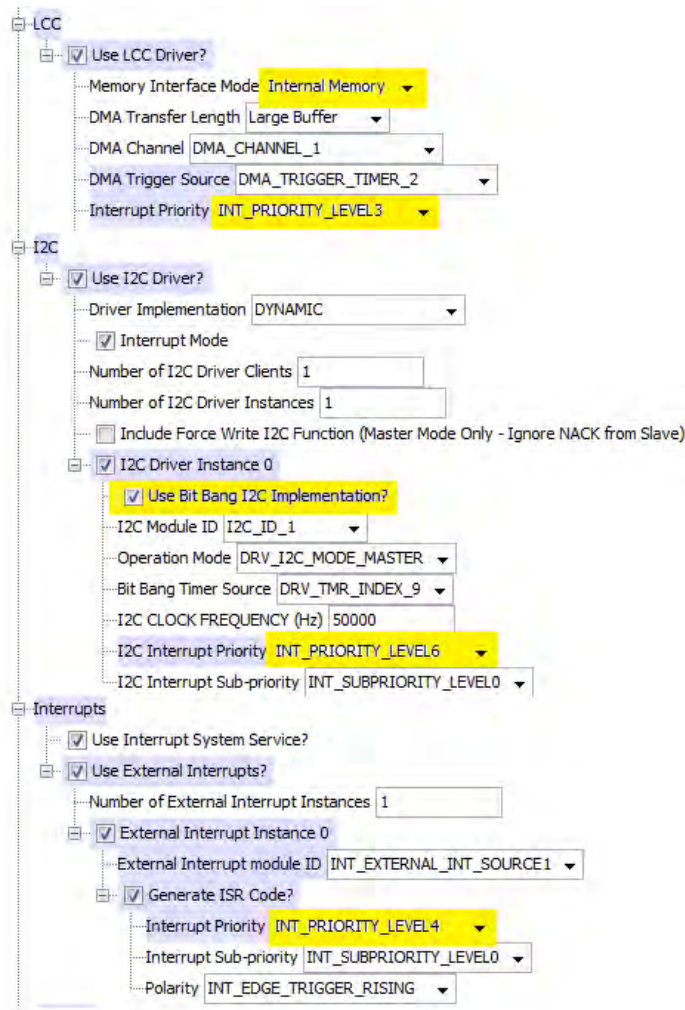 LCC
Use LCC Driver?
Memory Interface Mode Internal Memory
DMA Transfer Length Large Buffer
DMA Channel DMA_CHANNEL_1
DMA Trigger Source DMA_TRIGGER_TIMER_2
Interrupt Priority INT_PRIORITY_LEVEL3
I2C
Use I2C Driver?
Driver Implementation DYNAMIC
Interrupt Mode
Number of I2C Driver Clients 1
Number of I2C Driver Instances 1
Include Force Write I2C Function (Master Mode Only - Ignore NACK from Slave)
I2C Driver Instance 0
Use Bit Bang I2C Implementation?
I2C Module ID I2C_ID_1
Operation Mode DRV_I2C_MODE_MASTER
Bit Bang Timer Source DRV_TMR_INDEX_9
I2C CLOCK FREQUENCY (Hz) 50000
I2C Interrupt Priority INT_PRIORITY_LEVEL6
I2C Interrupt Sub-priority INT_SUBPRIORITY_LEVEL0
Interrupts
Use Interrupt System Service?
Use External Interrupts?
Number of External Interrupt Instances 1
External Interrupt Instance 0
External Interrupt module ID INT_EXTERNAL_INT_SOURCE1
Generate ISR Code?
Interrupt Priority INT_PRIORITY_LEVEL4
Interrupt Sub-priority INT_SUBPRIORITY_LEVEL0
Polarity INT_EDGE_TRIGGER_RISING